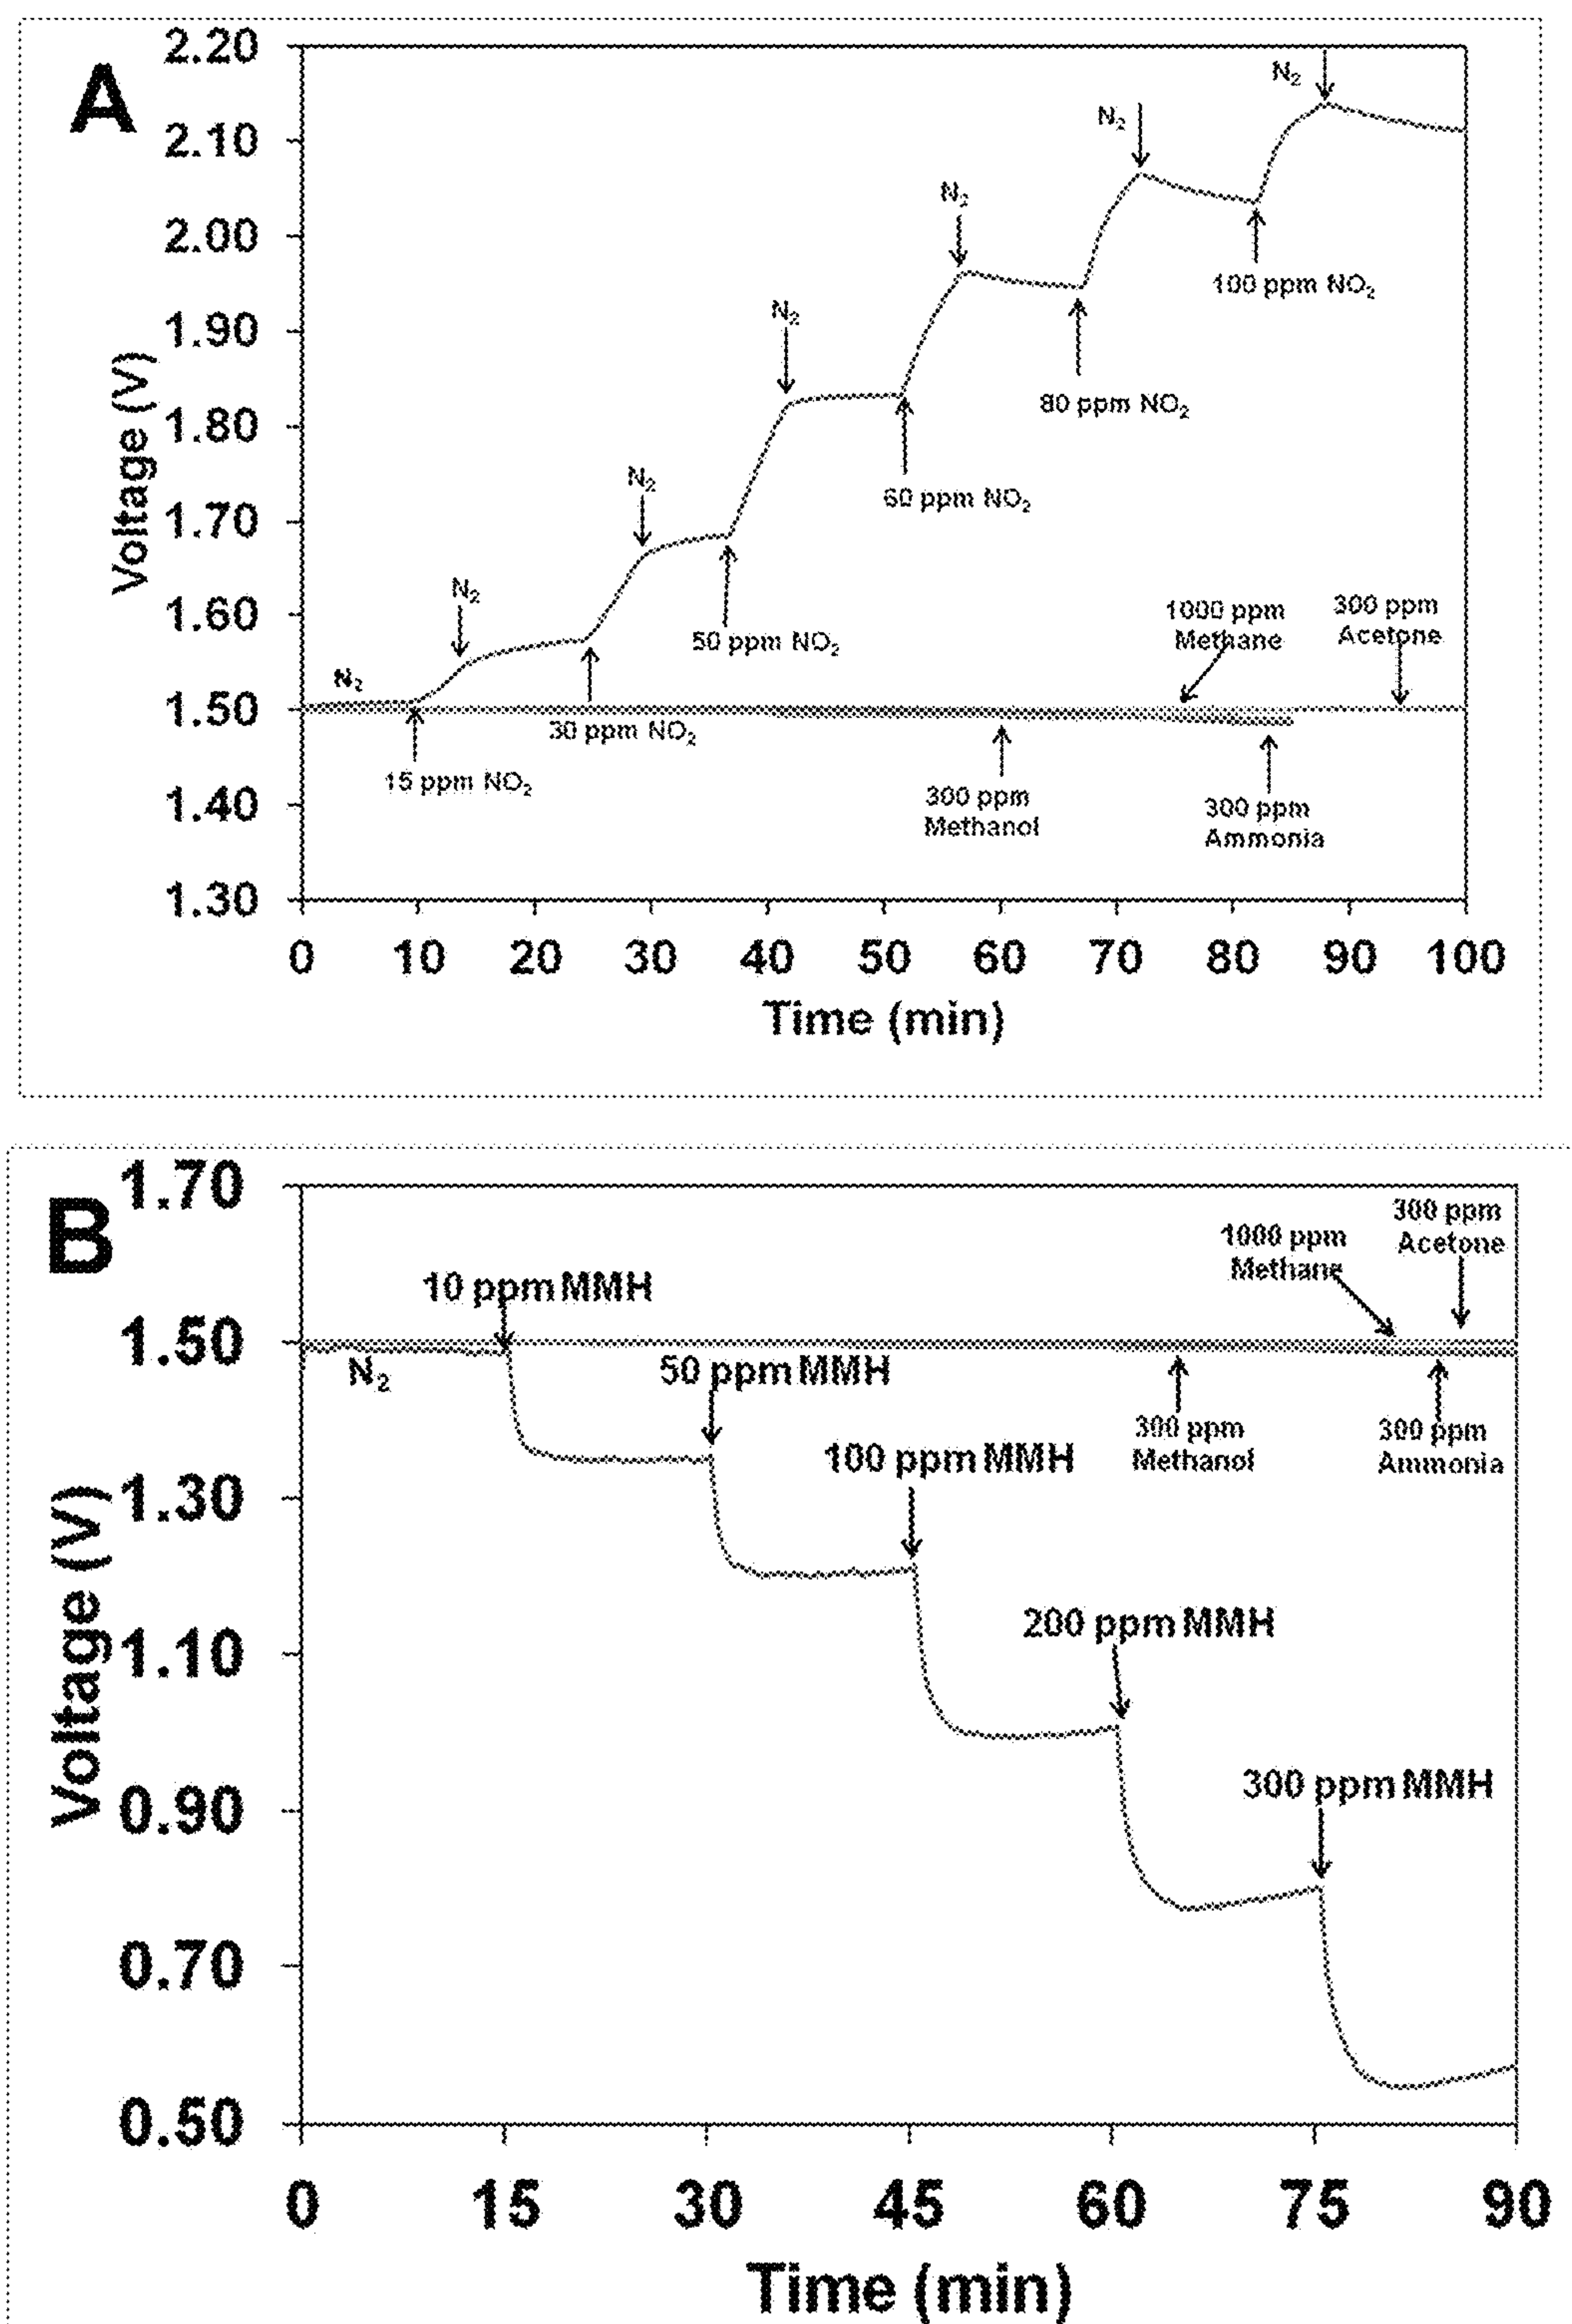 A
2.20
2.10
2.00
1.90
1.80
1.70
1.60
1.50
1.40
1.30
Voltage (V)
N₂
N₂
N₂
N₂
N₂
N₂
N₂
15 ppm NO₂
30 ppm NO₂
50 ppm NO₂
60 ppm NO₂
80 ppm NO₂
100 ppm NO₂
1000 ppm
Methane
300 ppm
Acetone
300 ppm
Methanol
300 ppm
Ammonia
0 10 20 30 40 50 60 70 80 90 100
Time (min)
B
1.70
1.50
1.30
1.10
0.90
0.70
0.50
Voltage (V)
N₂
10 ppm MMH
50 ppm MMH
100 ppm MMH
200 ppm MMH
300 ppm MMH
1000 ppm
Methane
300 ppm
Acetone
300 ppm
Methanol
300 ppm
Ammonia
0 15 30 45 60 75 90
Time (min)